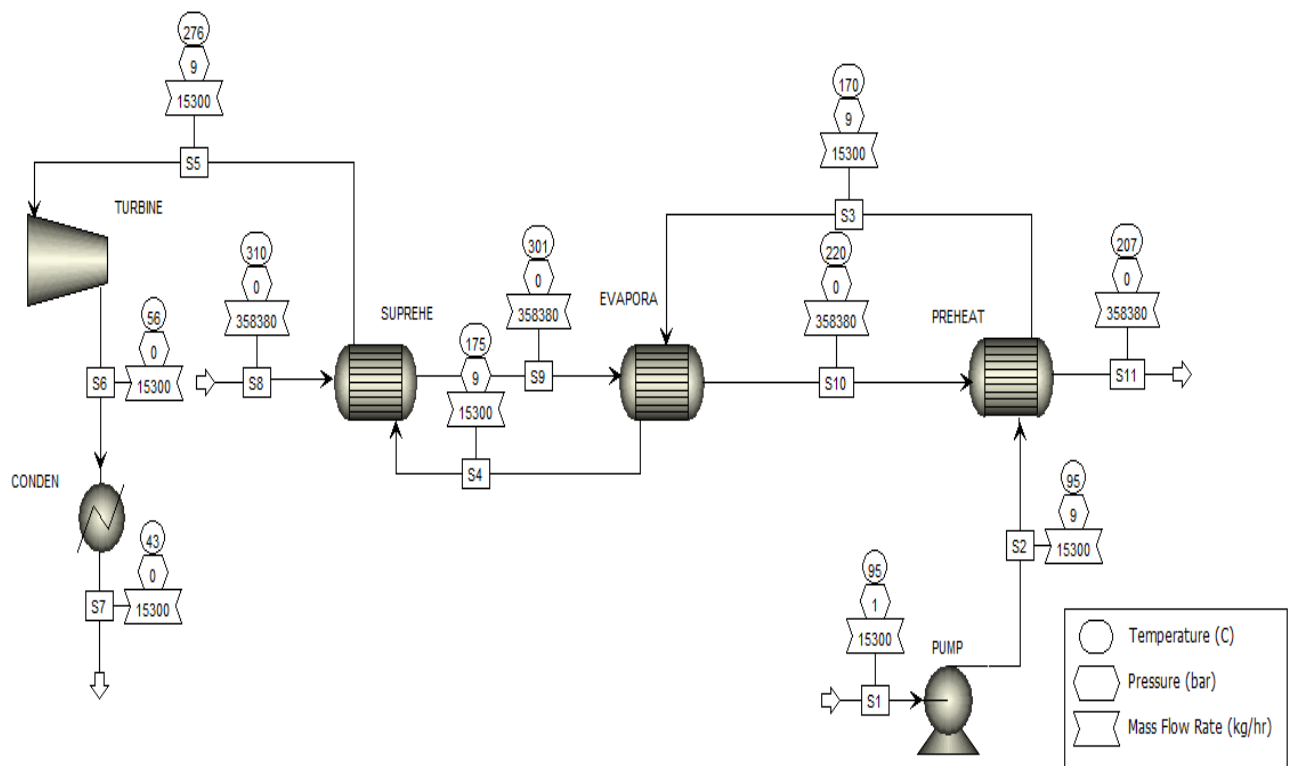 276
9
15300
S5
TURBINE
56
0
15300
S6
CONDEN
43
0
15300
S7
310
0
358380
S8
SUPREHE
175
9
15300
S4
301
0
358380
S9
EVAPORA
170
9
15300
S3
220
0
358380
S10
PREHEAT
207
0
358380
S11
95
9
15300
S2
95
1
15300
S1
PUMP
Temperature (C)
Pressure (bar)
Mass Flow Rate (kg/hr)